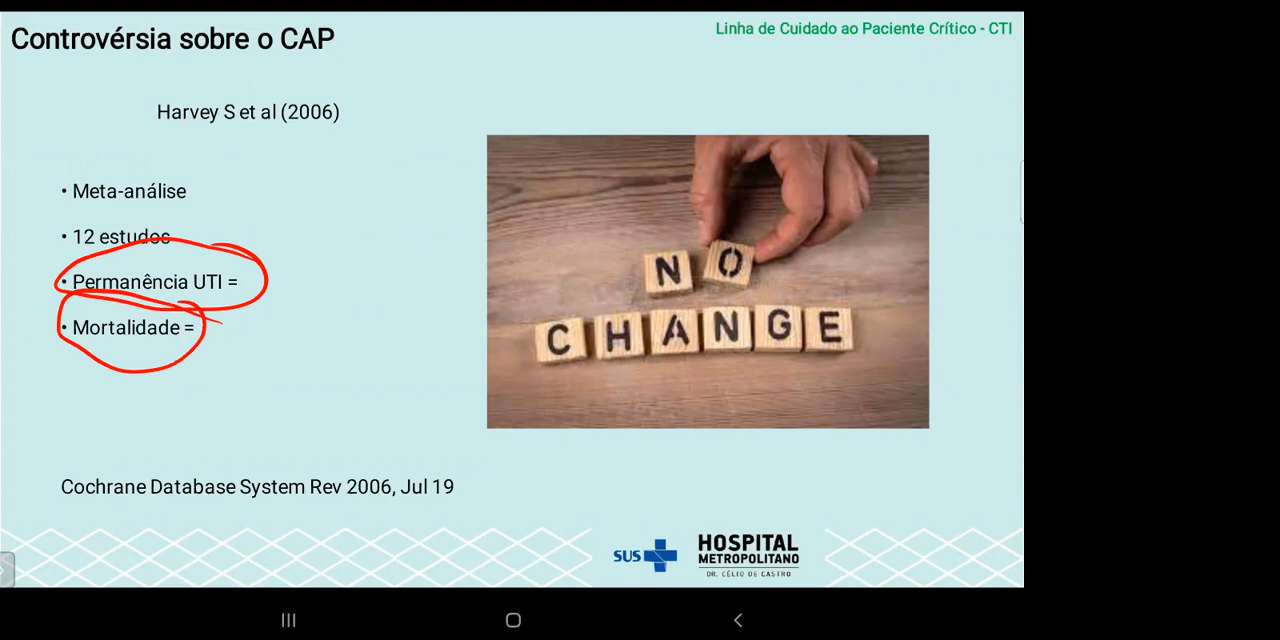 Controvérsia sobre o CAP
Linha de Cuidado ao Paciente Crítico - CTI
Harvey S et al (2006)
• Meta-análise
• 12 estudos
• Permanência UTI =
• Mortalidade =
NO
CHANGE
Cochrane Database System Rev 2006, Jul 19
SUS
HOSPITAL
METROPOLITANO
DR. CÉLIO DE CASTRO